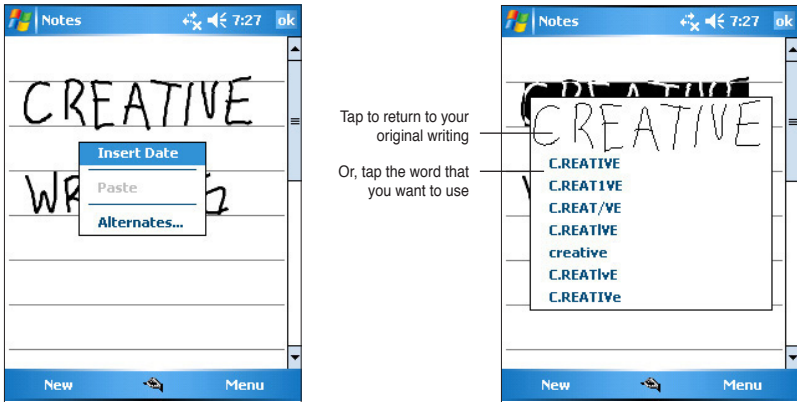 Notes 7:27 ok
CREATIVE
Insert Date
Paste
Alternates...
New Menu
Tap to return to your
original writing
Or, tap the word that
you want to use
Notes 7:27 ok
CREATIVE
C.REATIVE
C.REAT1VE
C.REAT/VE
C.REATlVE
creative
C.REATlvE
C.REATIVe
New Menu